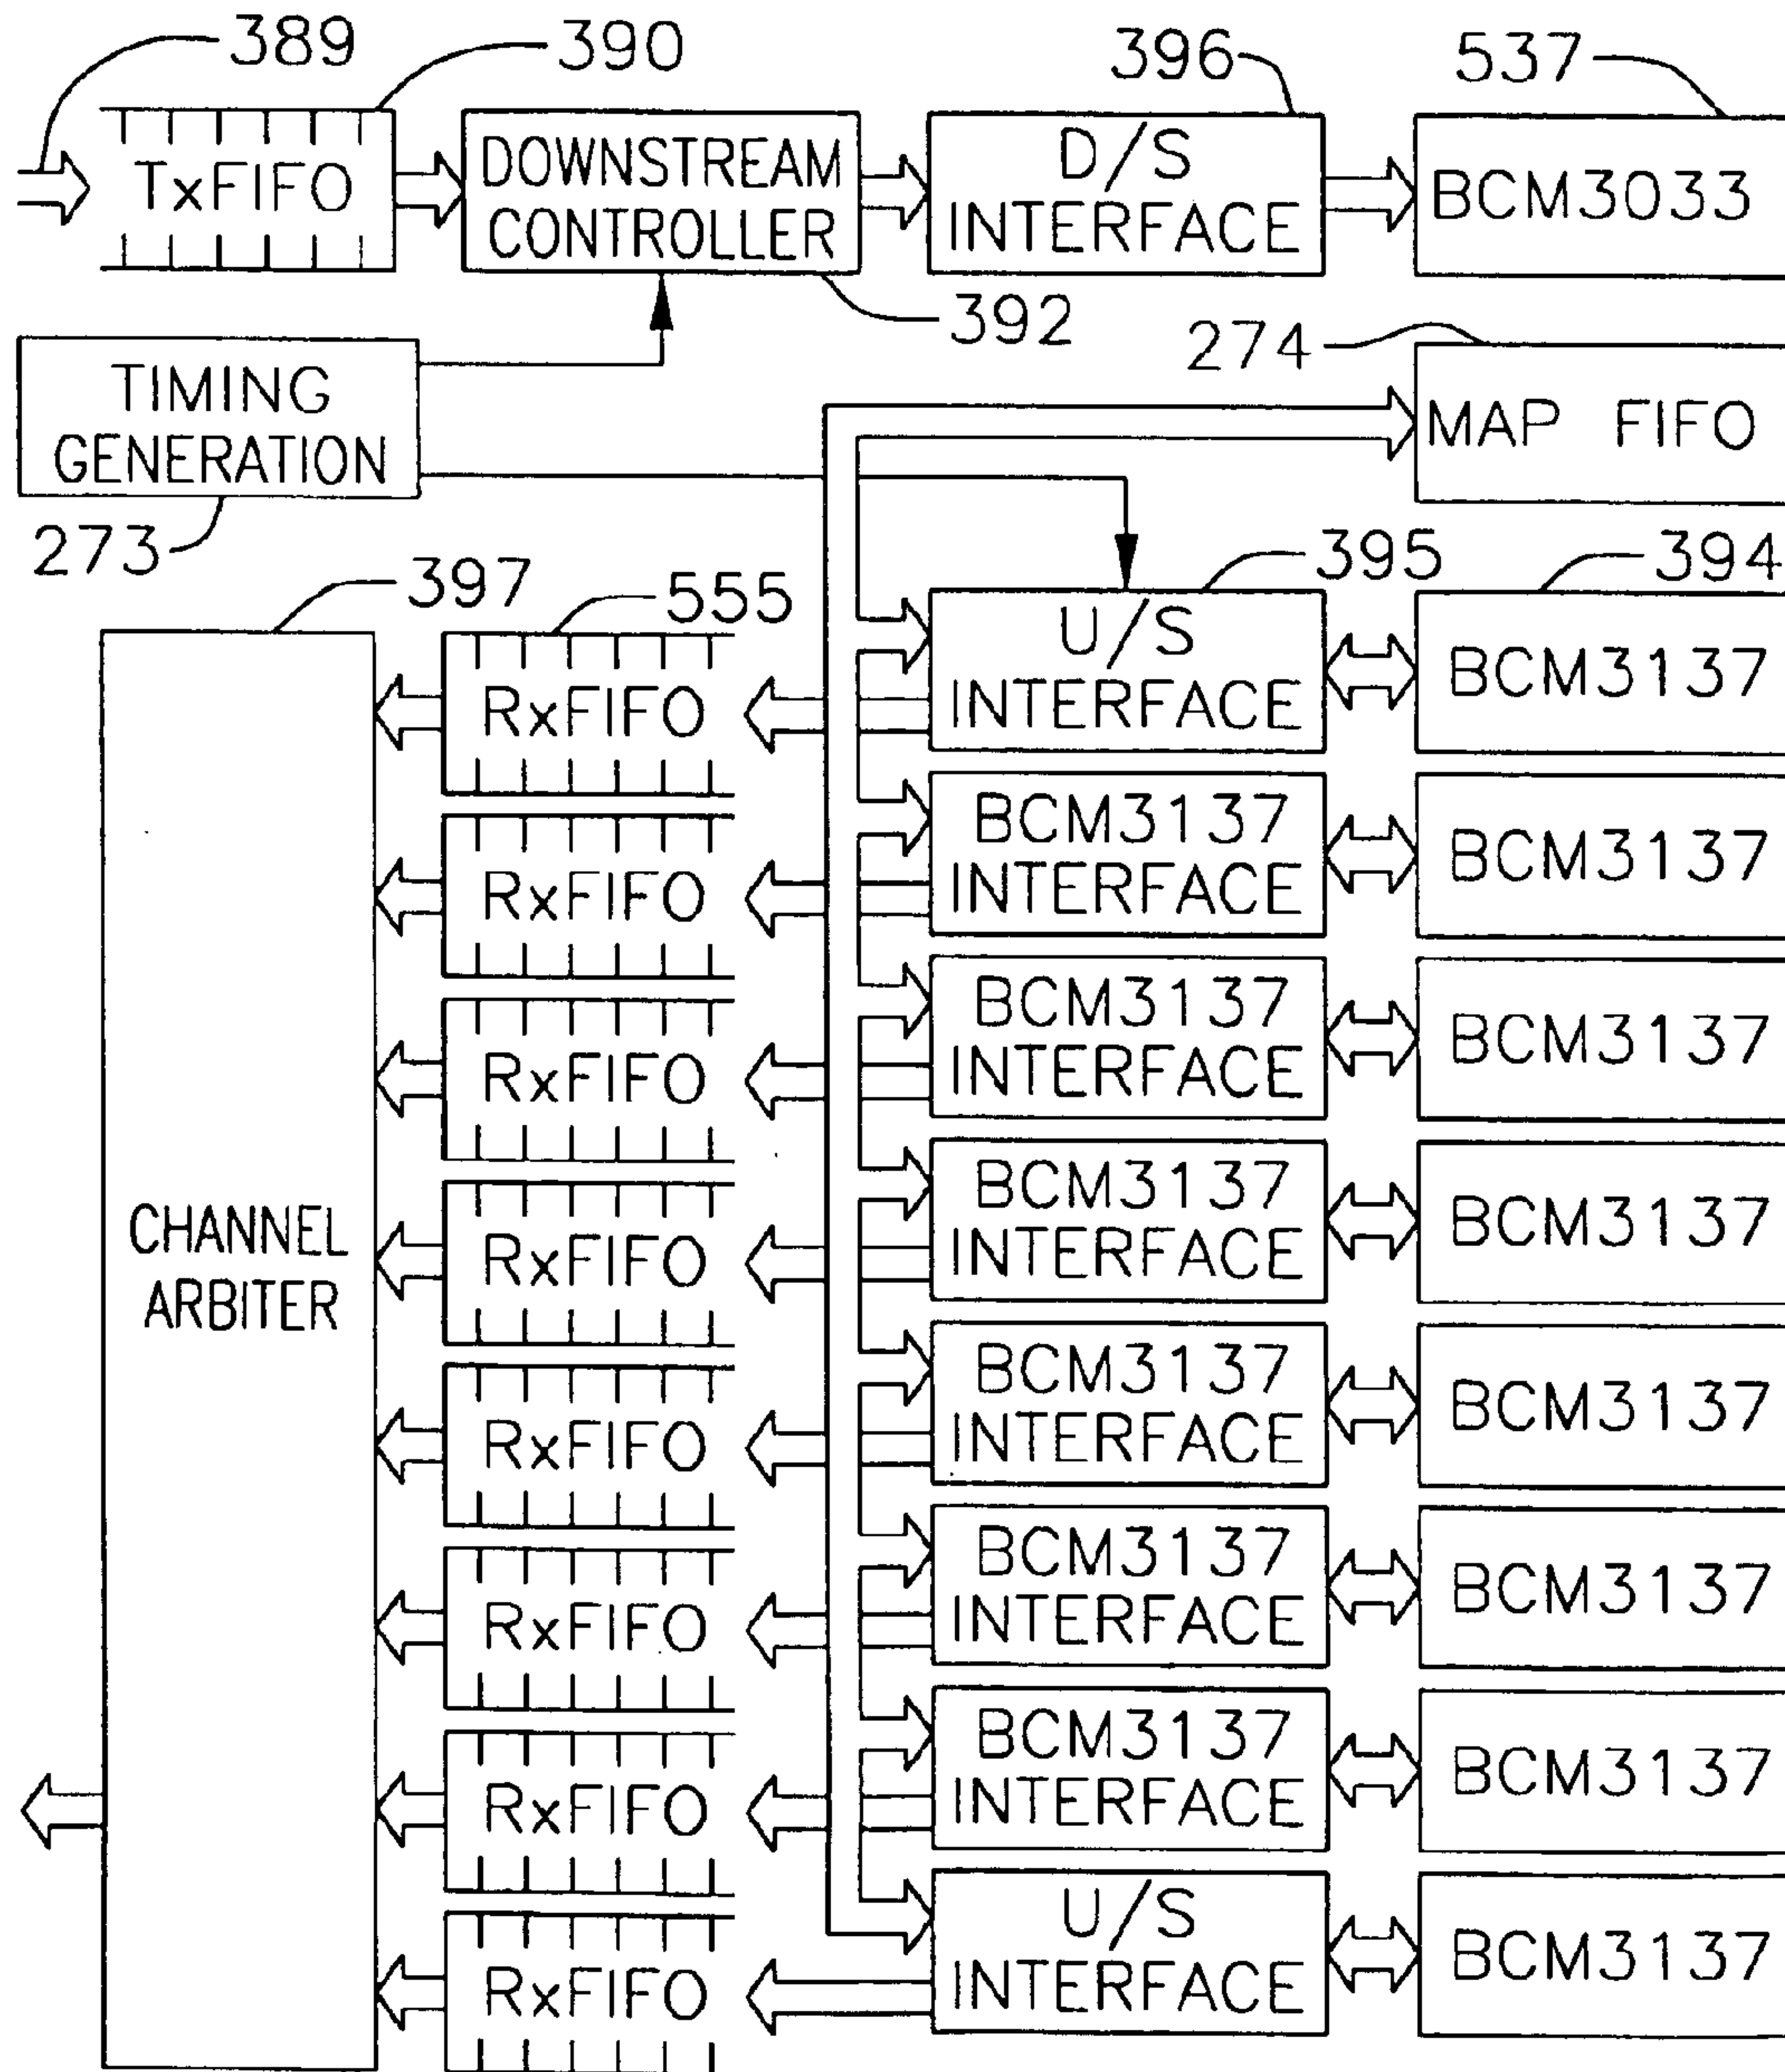 389
390
396
537
TxFIFO
DOWNSTREAM
CONTROLLER
D/S
INTERFACE
BCM3033
392
274
TIMING
GENERATION
MAP FIFO
273
397
555
395
394
RxFIFO
U/S
INTERFACE
BCM3137
RxFIFO
BCM3137
INTERFACE
BCM3137
RxFIFO
BCM3137
INTERFACE
BCM3137
CHANNEL
ARBITER
RxFIFO
BCM3137
INTERFACE
BCM3137
RxFIFO
BCM3137
INTERFACE
BCM3137
RxFIFO
BCM3137
INTERFACE
BCM3137
RxFIFO
BCM3137
INTERFACE
BCM3137
RxFIFO
U/S
INTERFACE
BCM3137